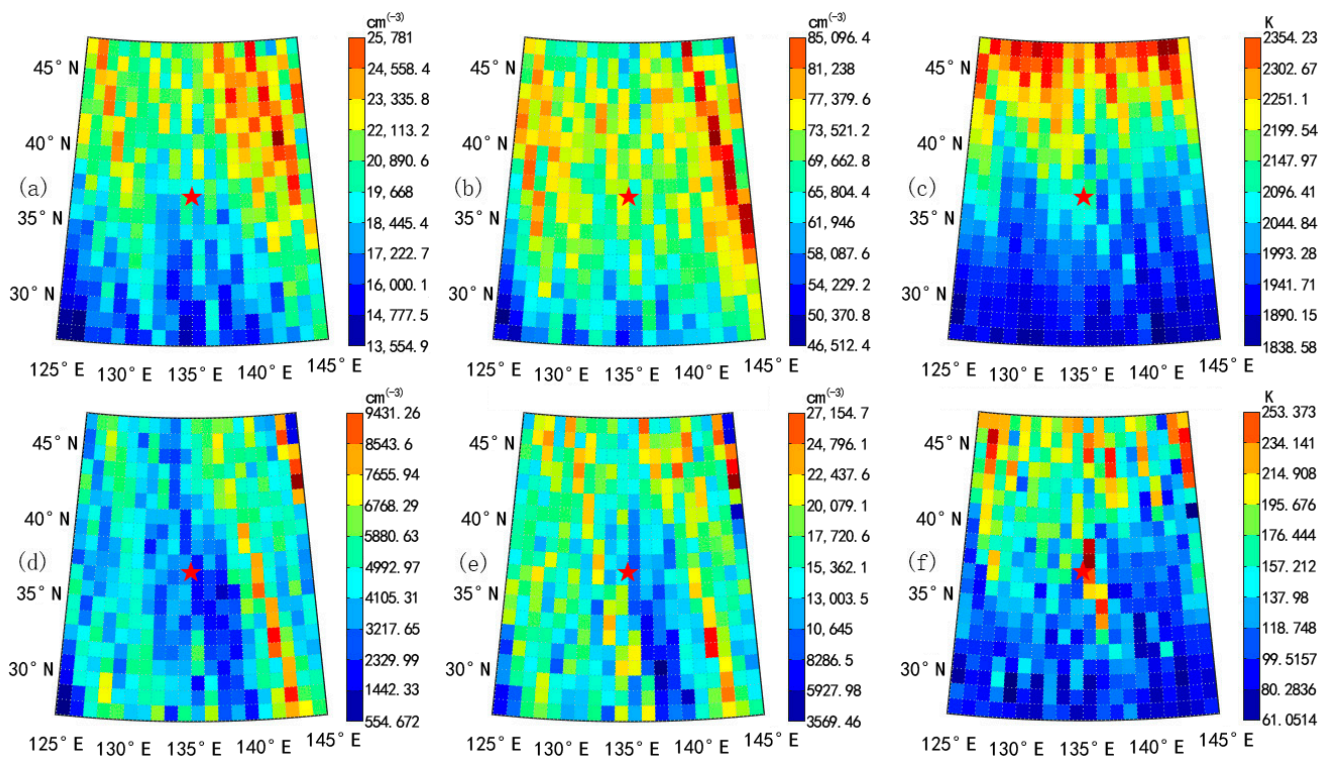 cm(-3)
25, 781
24, 558. 4
23, 335. 8
22, 113. 2
20, 890. 6
19, 668
18, 445. 4
17, 222. 7
16, 000. 1
14, 777. 5
13, 554. 9
45° N
40° N
35° N
30° N
(a)
125° E 130° E 135° E 140° E 145° E
cm(-3)
85, 096. 4
81, 238
77, 379. 6
73, 521. 2
69, 662. 8
65, 804. 4
61, 946
58, 087. 6
54, 229. 2
50, 370. 8
46, 512. 4
45° N
40° N
35° N
30° N
(b)
125° E 130° E 135° E 140° E 145° E
K
2354. 23
2302. 67
2251. 1
2199. 54
2147. 97
2096. 41
2044. 84
1993. 28
1941. 71
1890. 15
1838. 58
45° N
40° N
35° N
30° N
(c)
125° E 130° E 135° E 140° E 145° E
cm(-3)
9431. 26
8543. 6
7655. 94
6768. 29
5880. 63
4992. 97
4105. 31
3217. 65
2329. 99
1442. 33
554. 672
45° N
40° N
35° N
30° N
(d)
125° E 130° E 135° E 140° E 145° E
cm(-3)
27, 154. 7
24, 796. 1
22, 437. 6
20, 079. 1
17, 720. 6
15, 362. 1
13, 003. 5
10, 645
8286. 5
5927. 98
3569. 46
45° N
40° N
35° N
30° N
(e)
125° E 130° E 135° E 140° E 145° E
K
253. 373
234. 141
214. 908
195. 676
176. 444
157. 212
137. 98
118. 748
99. 5157
80. 2836
61. 0514
45° N
40° N
35° N
30° N
(f)
125° E 130° E 135° E 140° E 145° E